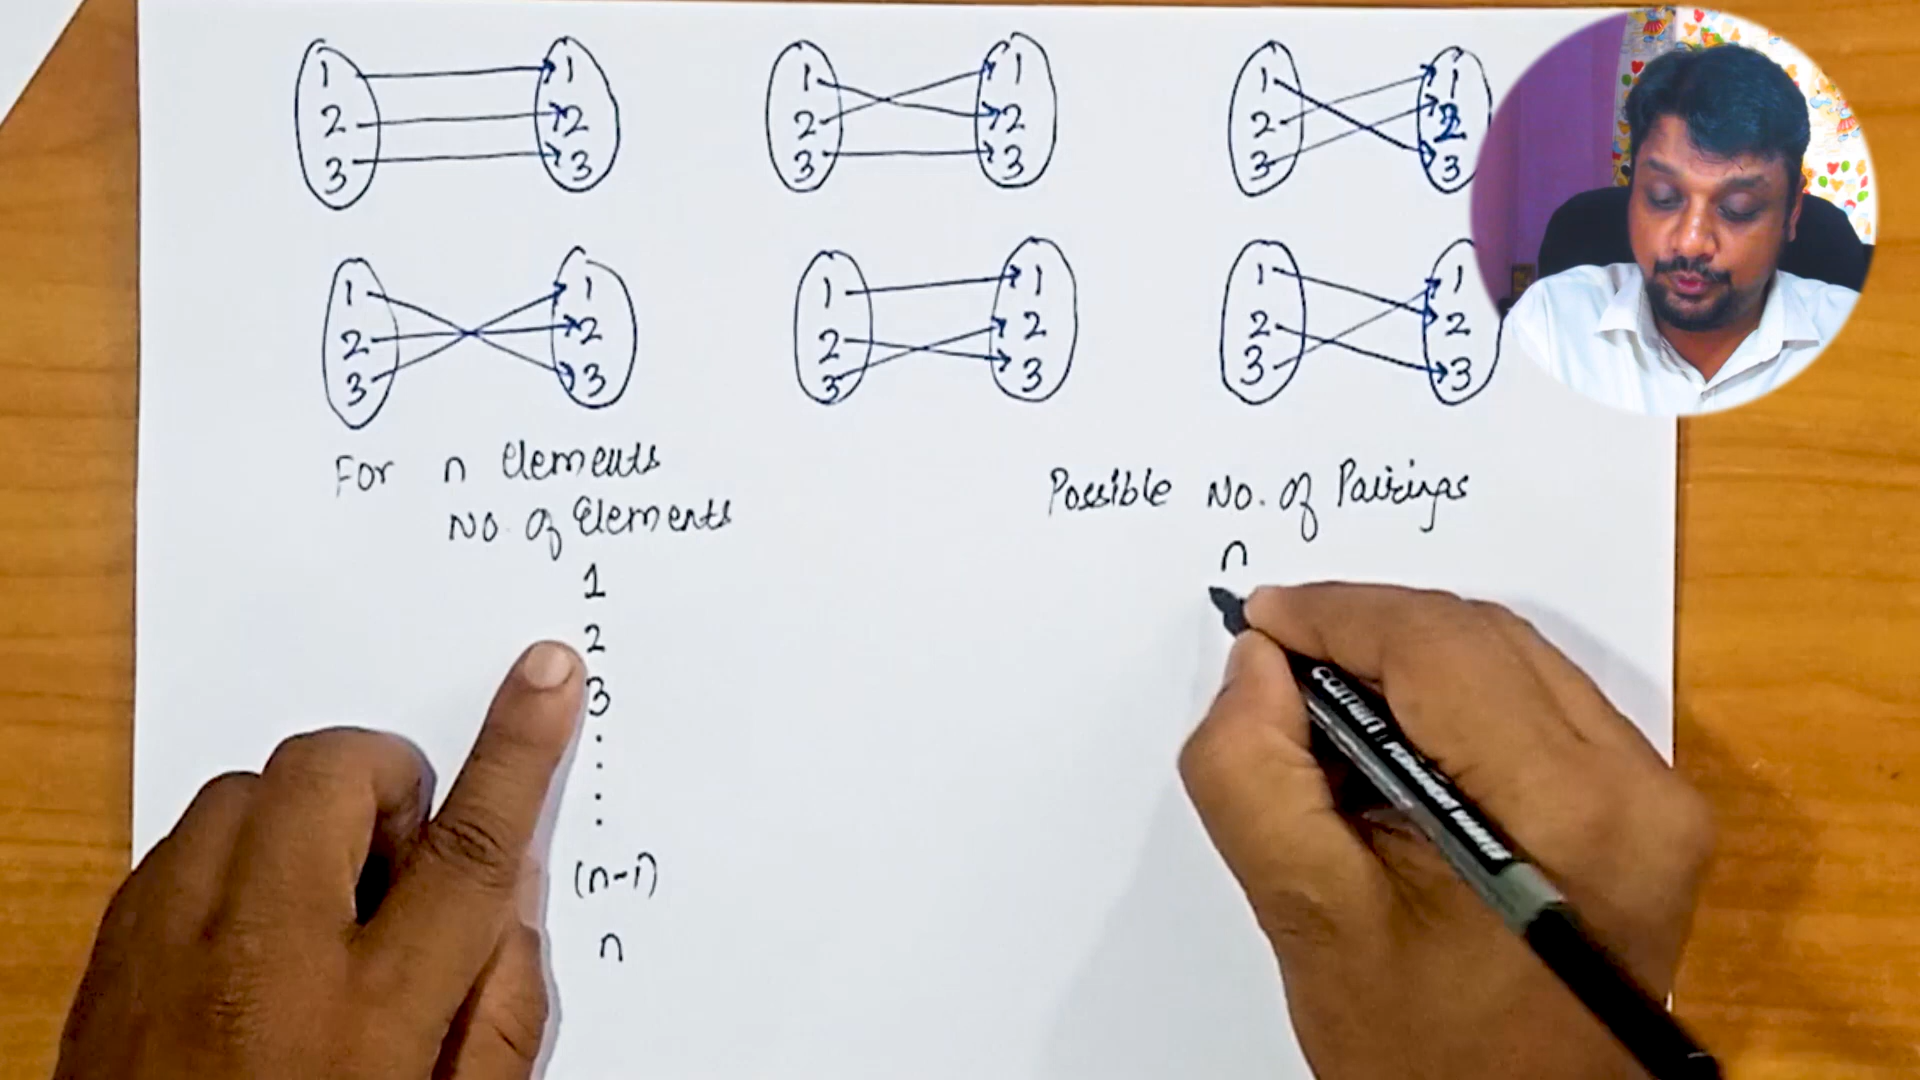 1 1 1 1 1 1
2 2 2 2 2 2
3 3 3 3 3 3
1 1 1 1 1 1
2 2 2 2 2 2
3 3 3 3 3 3
For n Elements
No. of Elements
Possible No. of Pairings
1
n
2
3
(n-1)
n
camlin